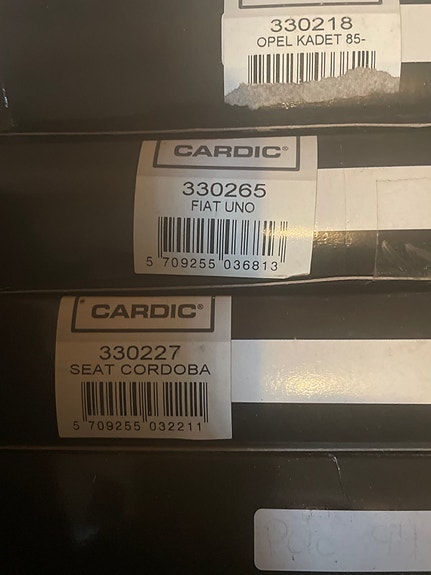 330218
OPEL KADET 85-
CARDIC®
330265
FIAT UNO
5 709255 036813
CARDIC®
330227
SEAT CORDOBA
5 709255 032211